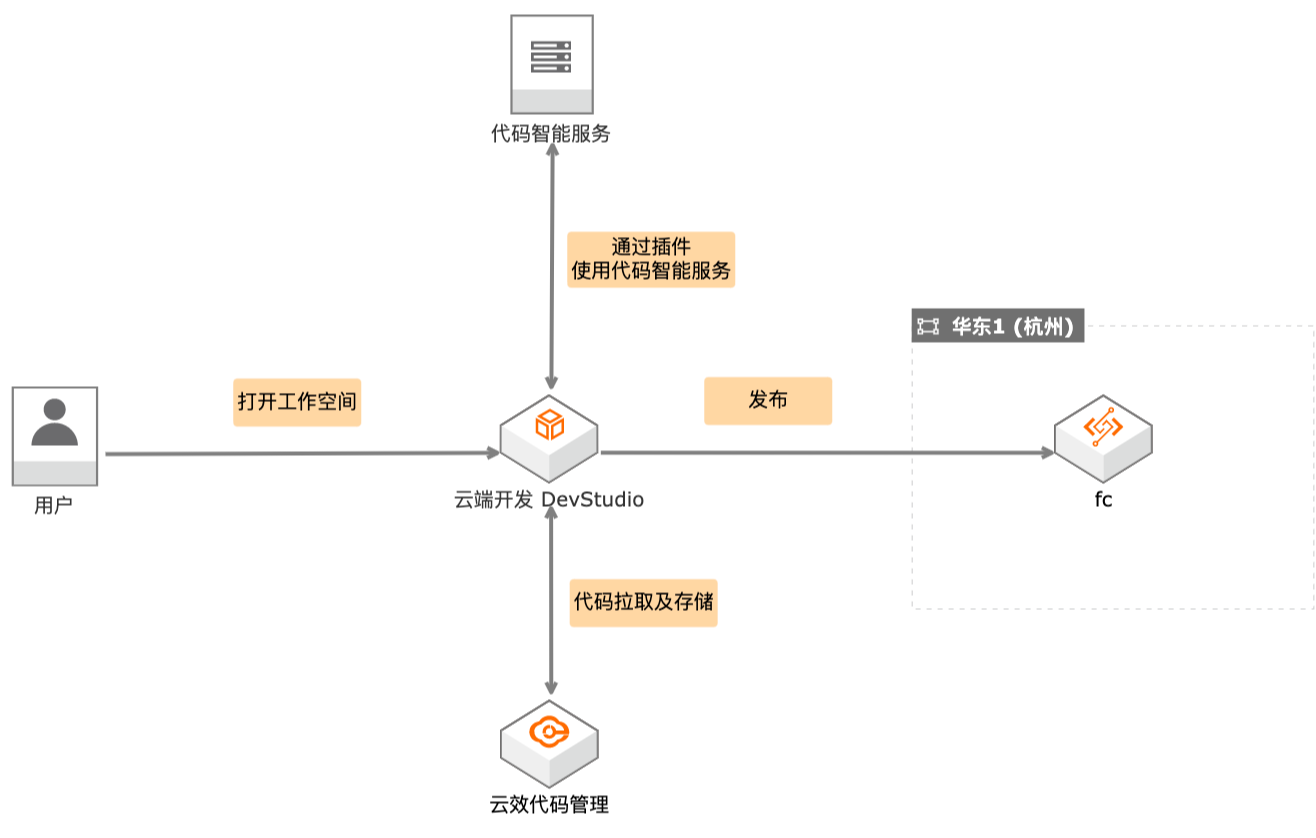 代码智能服务
通过插件
使用代码智能服务
华东1 (杭州)
打开工作空间
发布
用户
云端开发 DevStudio
fc
代码拉取及存储
云效代码管理